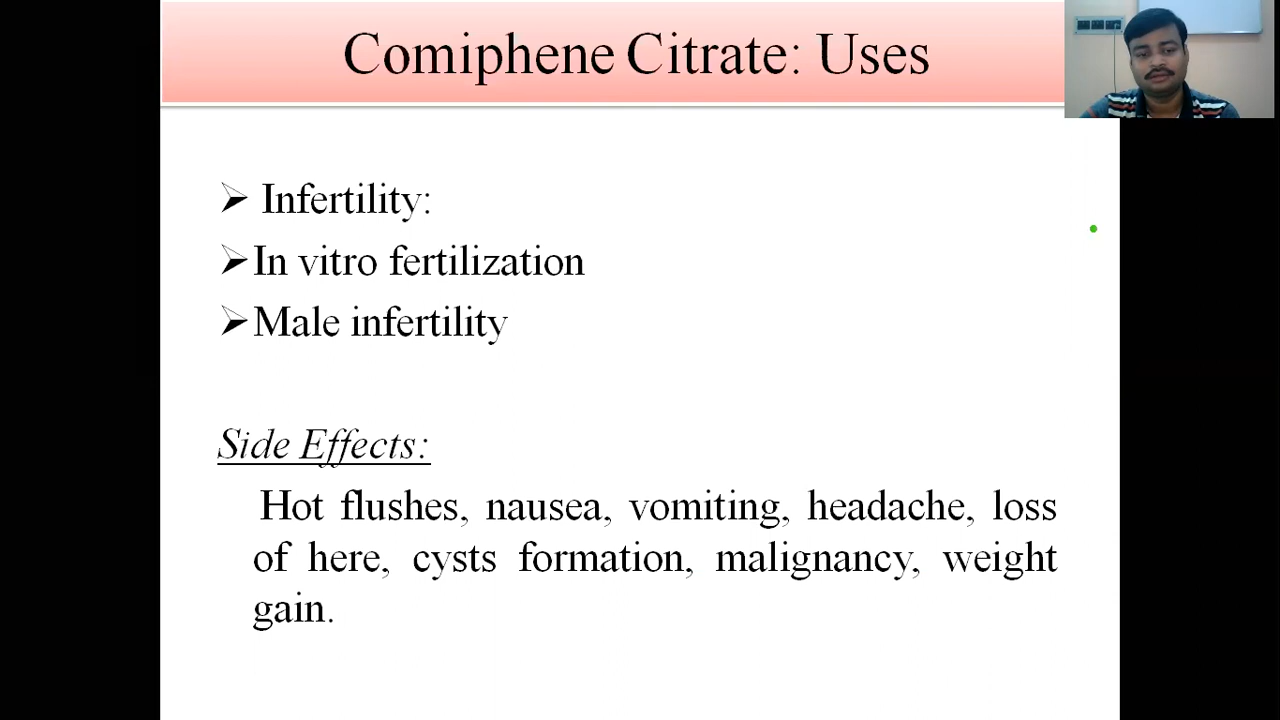 Comiphene Citrate: Uses
➢ Infertility:
➢In vitro fertilization
➢Male infertility
Side Effects:
Hot flushes, nausea, vomiting, headache, loss
of here, cysts formation, malignancy, weight
gain.